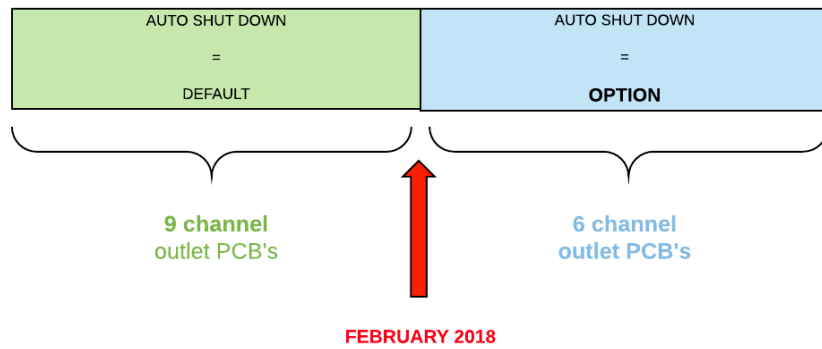 AUTO SHUT DOWN
=
DEFAULT
AUTO SHUT DOWN
=
OPTION
9 channel
outlet PCB's
6 channel
outlet PCB's
FEBRUARY 2018